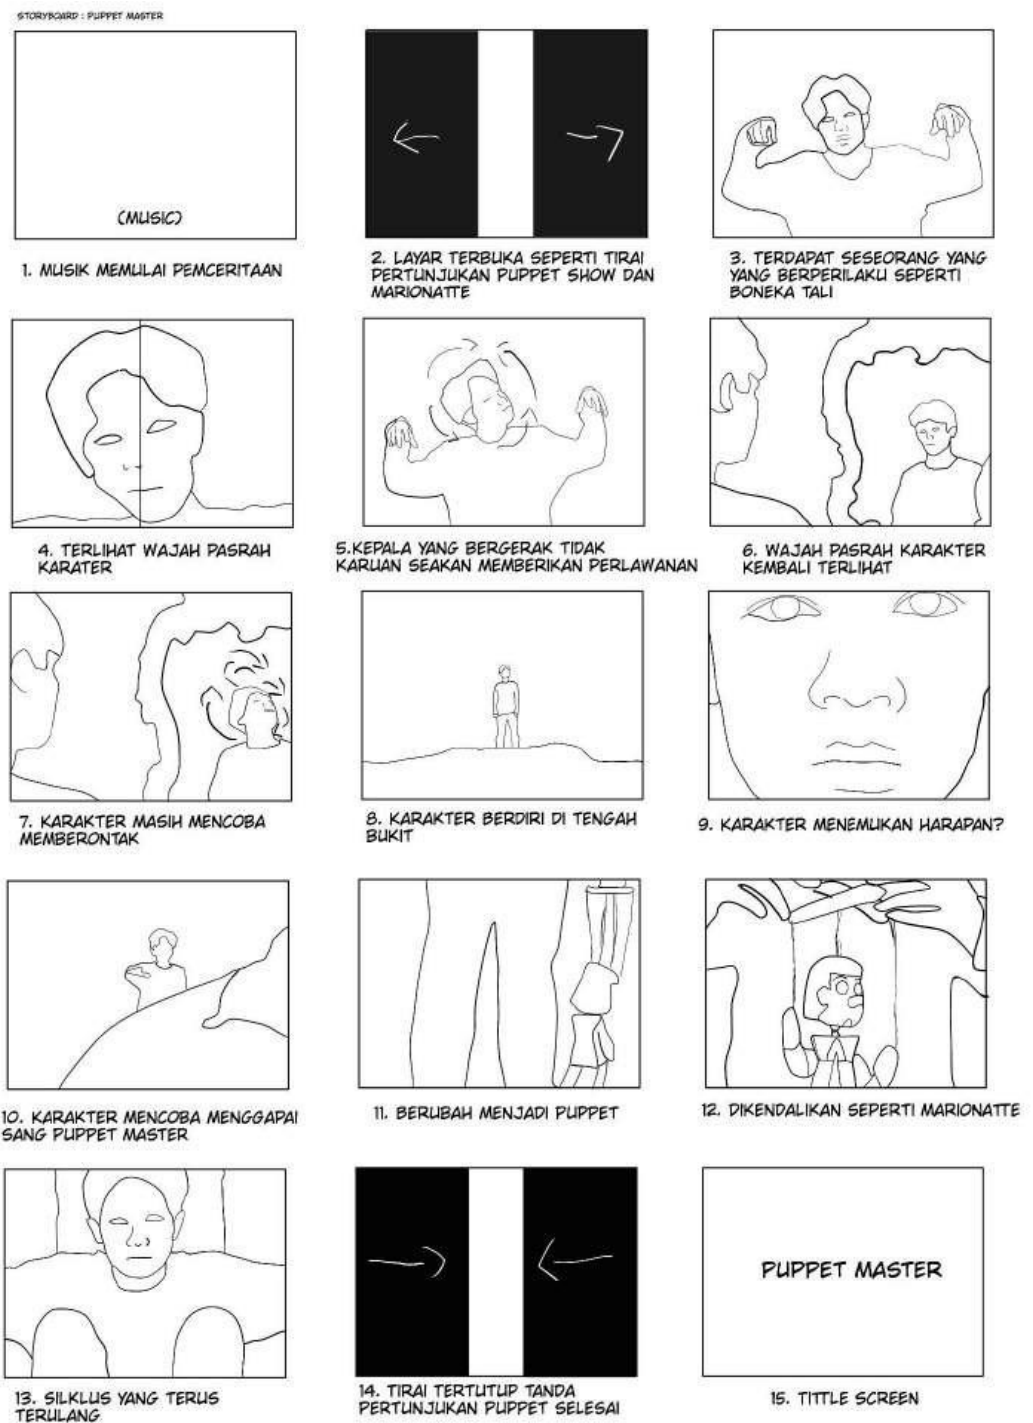 STORYBOARD : PUPPET MASTER
(MUSIC)
1. MUSIK MEMULAI PEMCERITAAN
2. LAYAR TERBUKA SEPERTI TIRAI
PERTUNJUKAN PUPPET SHOW DAN
MARIONATTE
3. TERDAPAT SESEORANG YANG
YANG BERPERILAKU SEPERTI
BONEKA TALI
4. TERLIHAT WAJAH PASRAH
KARATER
5.KEPALA YANG BERGERAK TIDAK
KARUAN SEAKAN MEMBERIKAN PERLAWANAN
6. WAJAH PASRAH KARAKTER
KEMBALI TERLIHAT
7. KARAKTER MASIH MENCOBA
MEMBERONTAK
8. KARAKTER BERDIRI DI TENGAH
BUKIT
9. KARAKTER MENEMUKAN HARAPAN?
10. KARAKTER MENCOBA MENGGAPAI
SANG PUPPET MASTER
11. BERUBAH MENJADI PUPPET
12. DIKENDALIKAN SEPERTI MARIONATTE
13. SILKLUS YANG TERUS
TERULANG
14. TIRAI TERTUTUP TANDA
PERTUNJUKAN PUPPET SELESAI
PUPPET MASTER
15. TITTLE SCREEN